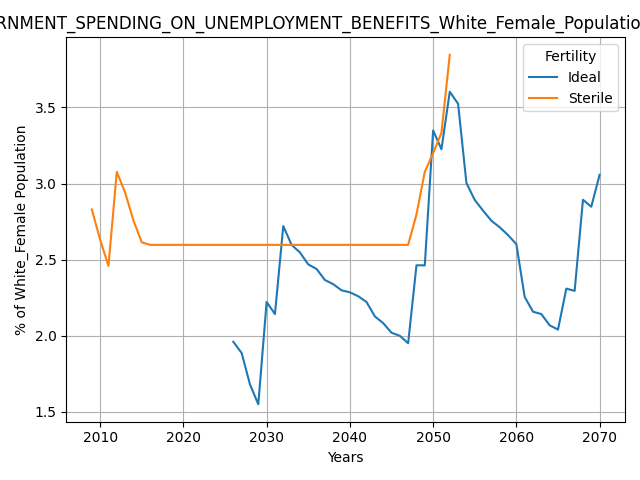 RNMENT_SPENDING_ON_UNEMPLOYMENT_BENEFITS_White_Female_Populatio
Fertility
Ideal
Sterile
% of White_Female Population
3.5
3.0
2.5
2.0
1.5
2010 2020 2030 2040 2050 2060 2070
Years